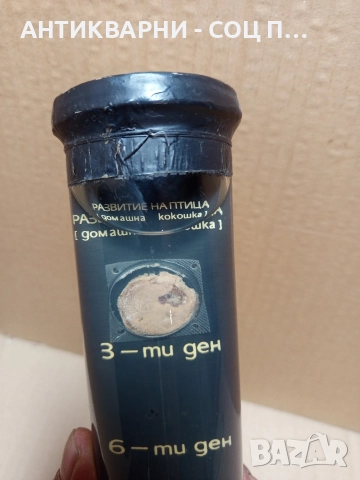 АНТИКВАРНИ - СОЦ П...
РАЗВИТИЕ НА ПТИЦА
[домашна кокошка]
3 – ти ден
6 – ти ден
BAZAR